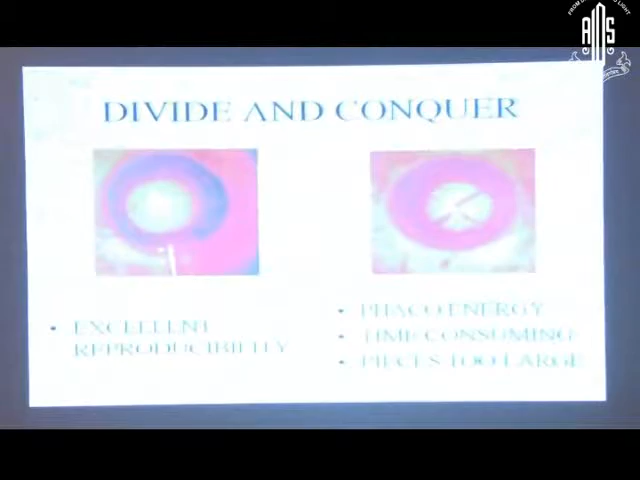 DIVIDE AND CONQUER
• EXCELLENT
REPRODUCIBILITY
• PHACO ENERGY
• TIME CONSUMING
• PIECES TOO LARGE